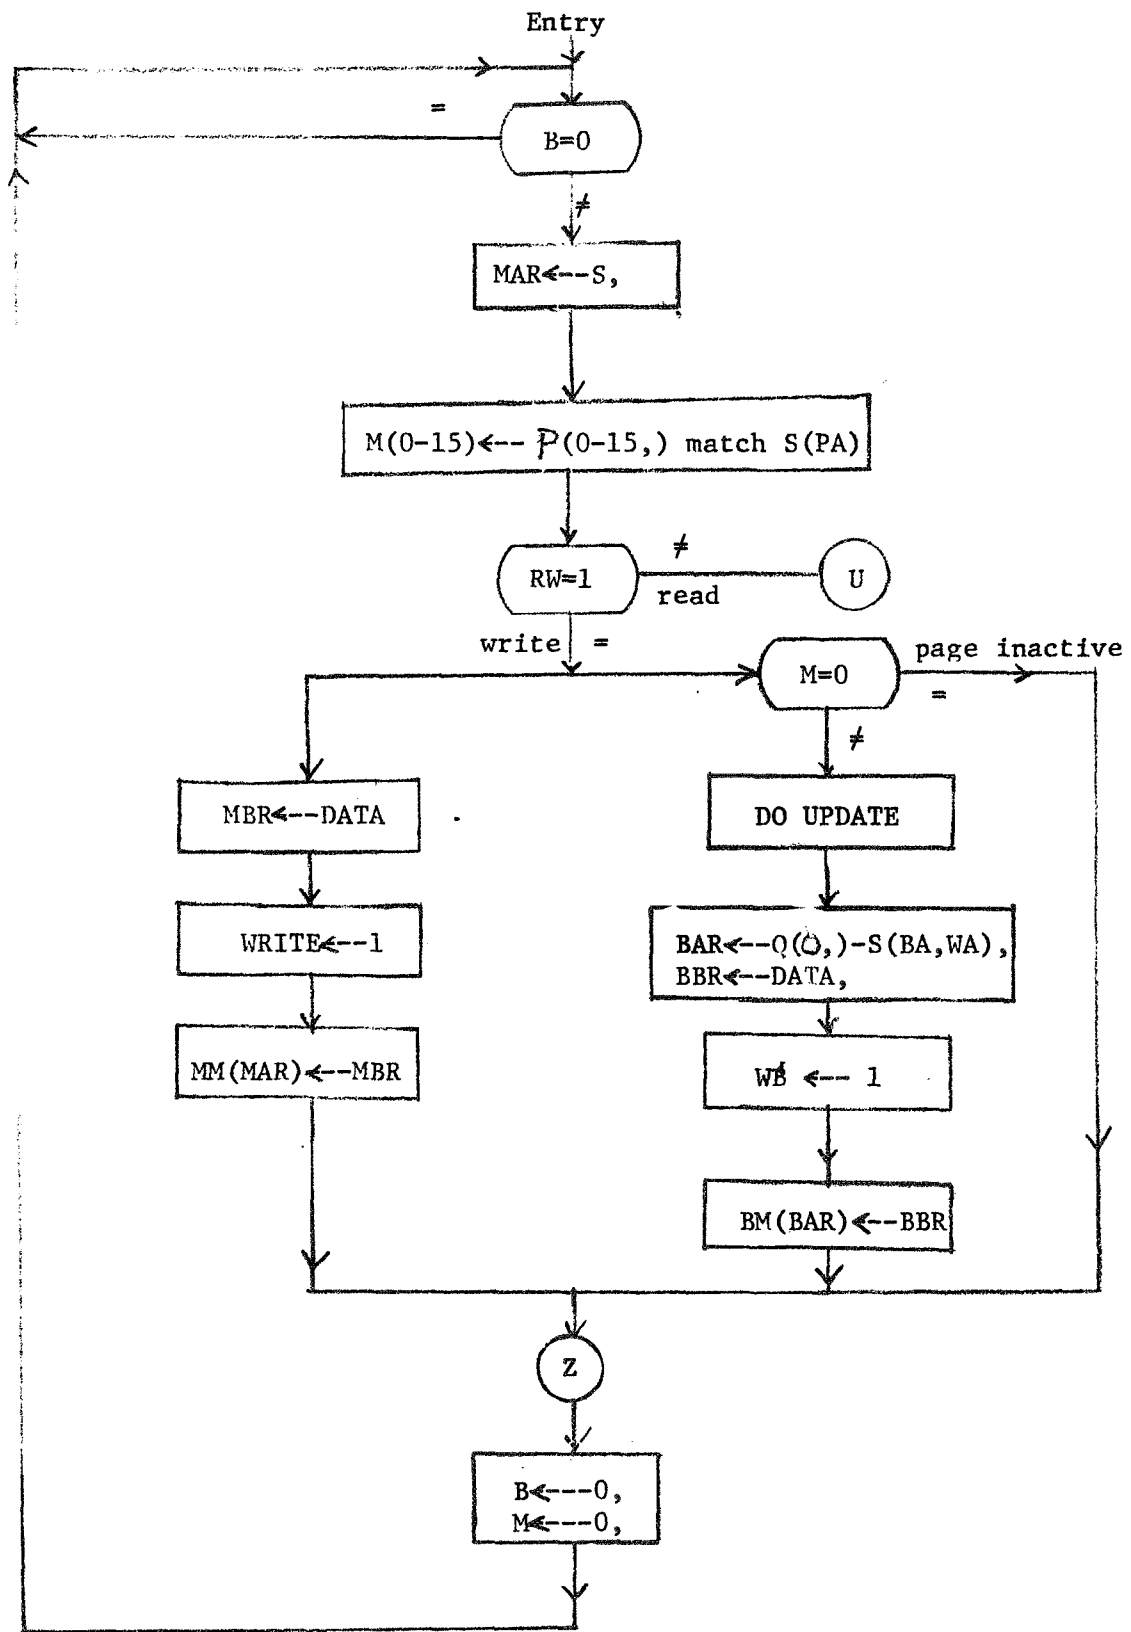 Entry
=
B=0
≠
MAR<--S,
M(0-15)<-- P(0-15,) match S(PA)
RW=1
≠
read
U
write =
M=0
page inactive
=
≠
MBR<--DATA
DO UPDATE
WRITE<--1
BAR<--Q(0,)-S(BA,WA),
BBR<--DATA,
MM(MAR)<--MBR
WB <-- 1
BM(BAR)<--BBR
Z
B<---0,
M<---0,